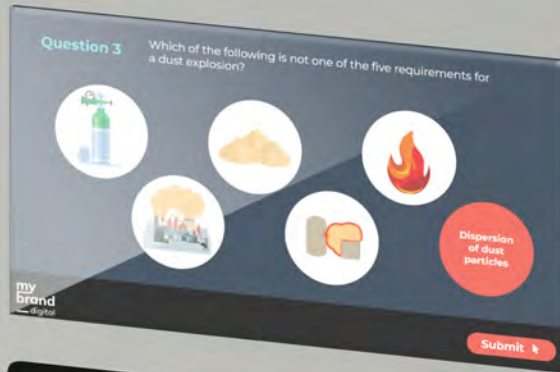 Question 3
Which of the following is not one of the five requirements for
a dust explosion?
Dispersion
of dust
particles
my
brand
digital
Submit